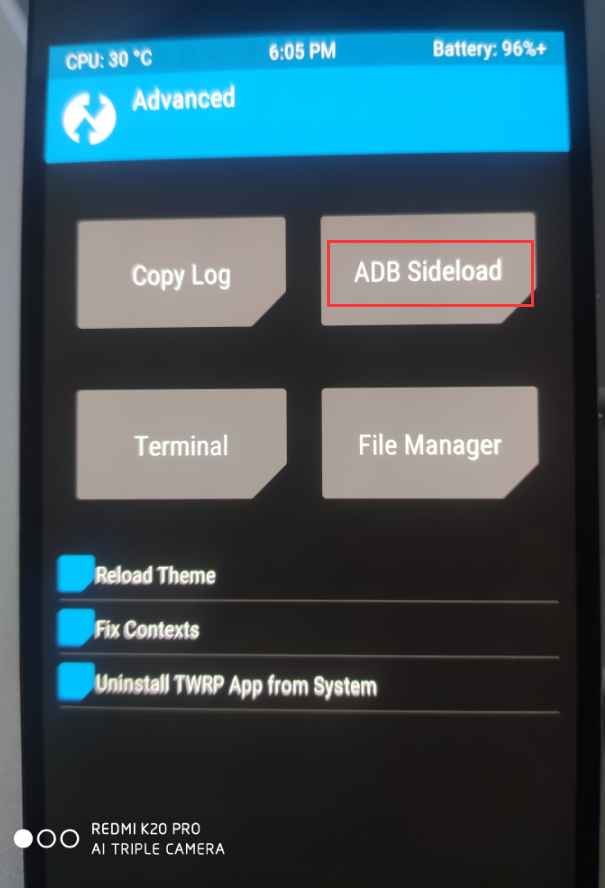 CPU: 30 °C 6:05 PM Battery: 96%+
Advanced
Copy Log ADB Sideload
Terminal File Manager
Reload Theme
Fix Contexts
Uninstall TWRP App from System
REDMI K20 PRO
AI TRIPLE CAMERA